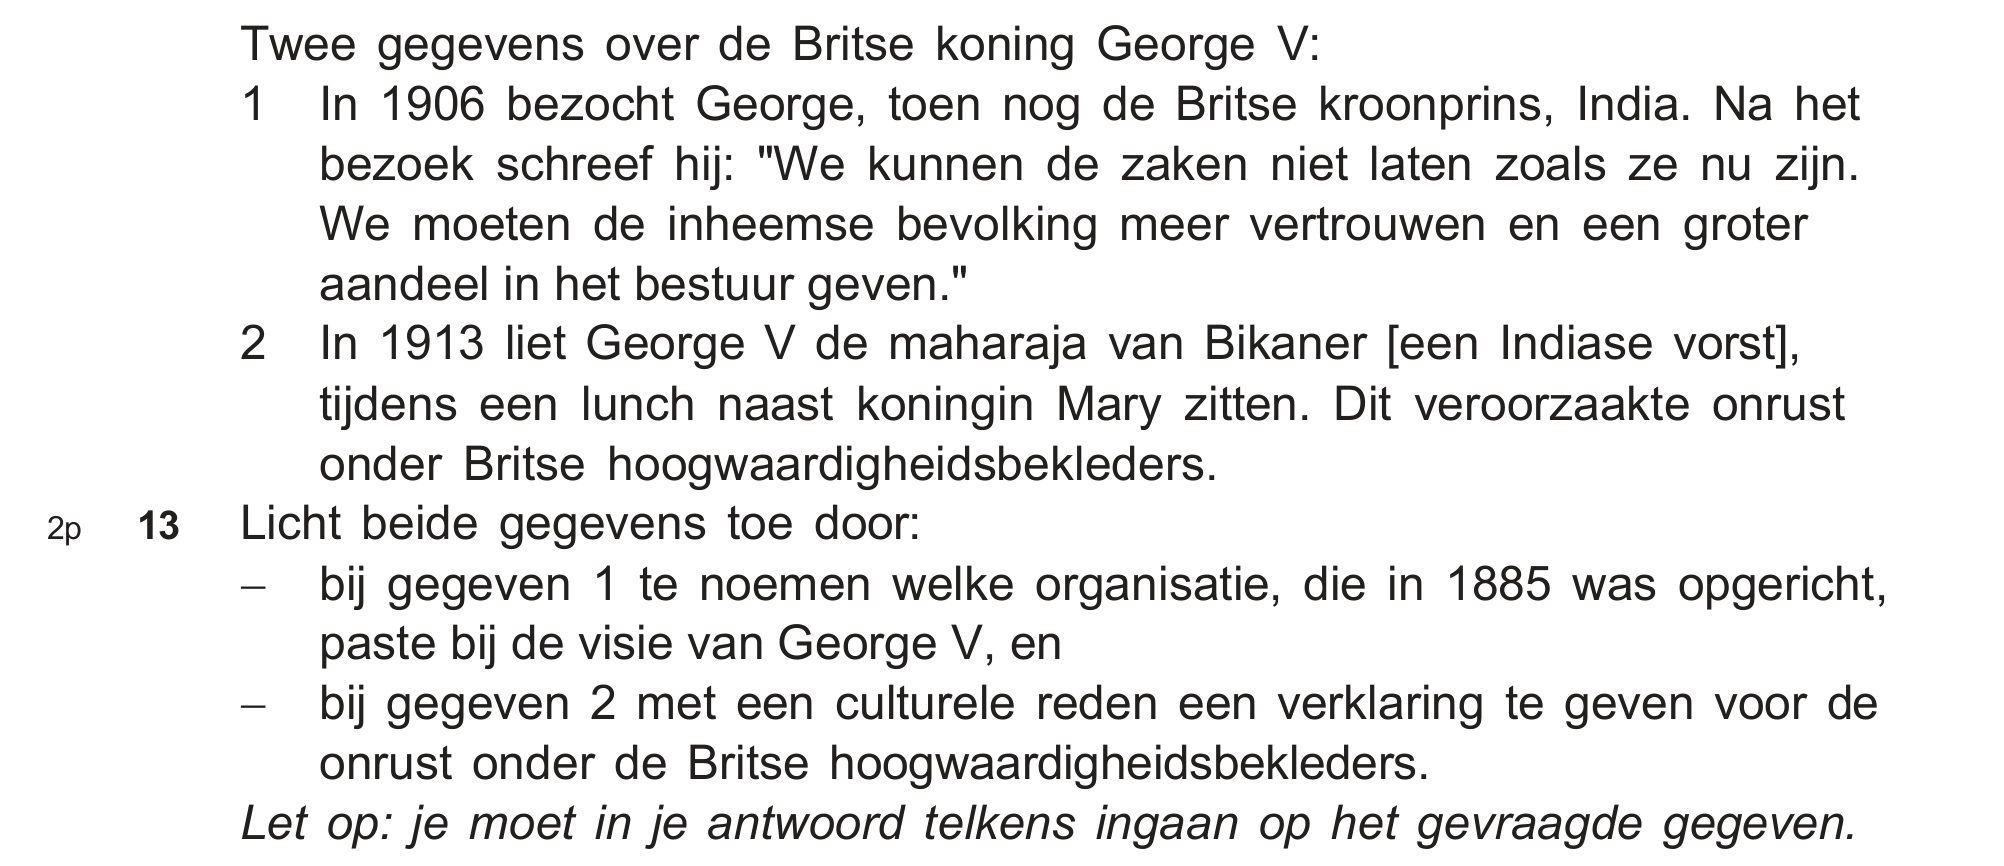 Twee gegevens over de Britse koning George V:
1 In 1906 bezocht George, toen nog de Britse kroonprins, India. Na het
bezoek schreef hij: "We kunnen de zaken niet laten zoals ze nu zijn.
We moeten de inheemse bevolking meer vertrouwen en een groter
aandeel in het bestuur geven."
2 In 1913 liet George V de maharaja van Bikaner [een Indiase vorst],
tijdens een lunch naast koningin Mary zitten. Dit veroorzaakte onrust
onder Britse hoogwaardigheidsbekleders.
2p 13 Licht beide gegevens toe door:
– bij gegeven 1 te noemen welke organisatie, die in 1885 was opgericht,
paste bij de visie van George V, en
– bij gegeven 2 met een culturele reden een verklaring te geven voor de
onrust onder de Britse hoogwaardigheidsbekleders.
Let op: je moet in je antwoord telkens ingaan op het gevraagde gegeven.